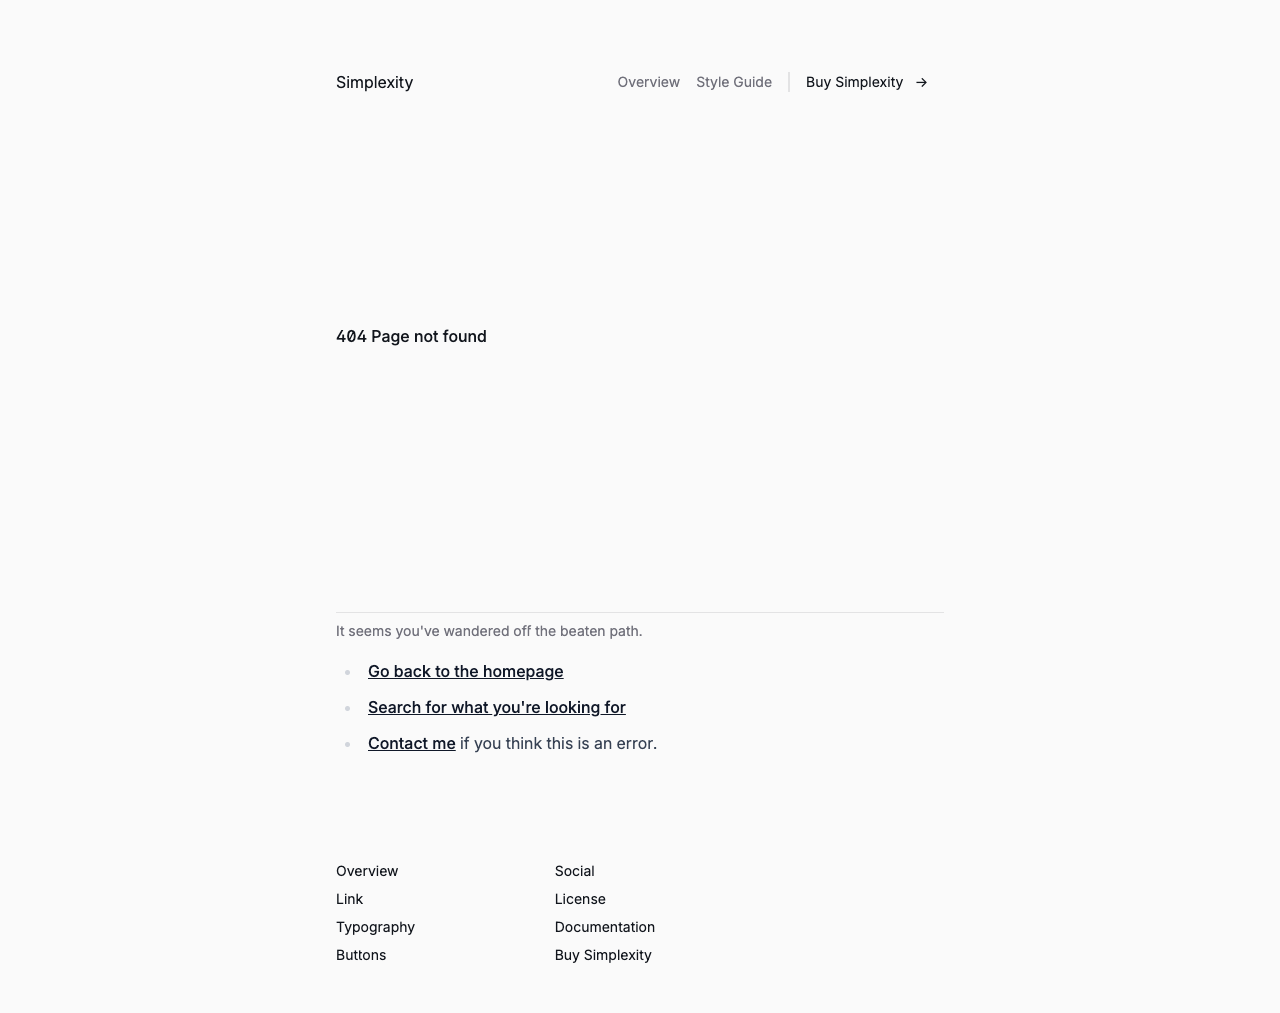 Simplexity
Overview Style Guide Buy Simplexity →
404 Page not found
It seems you've wandered off the beaten path.
Go back to the homepage
Search for what you're looking for
Contact me if you think this is an error.
Overview
Link
Typography
Buttons
Social
License
Documentation
Buy Simplexity